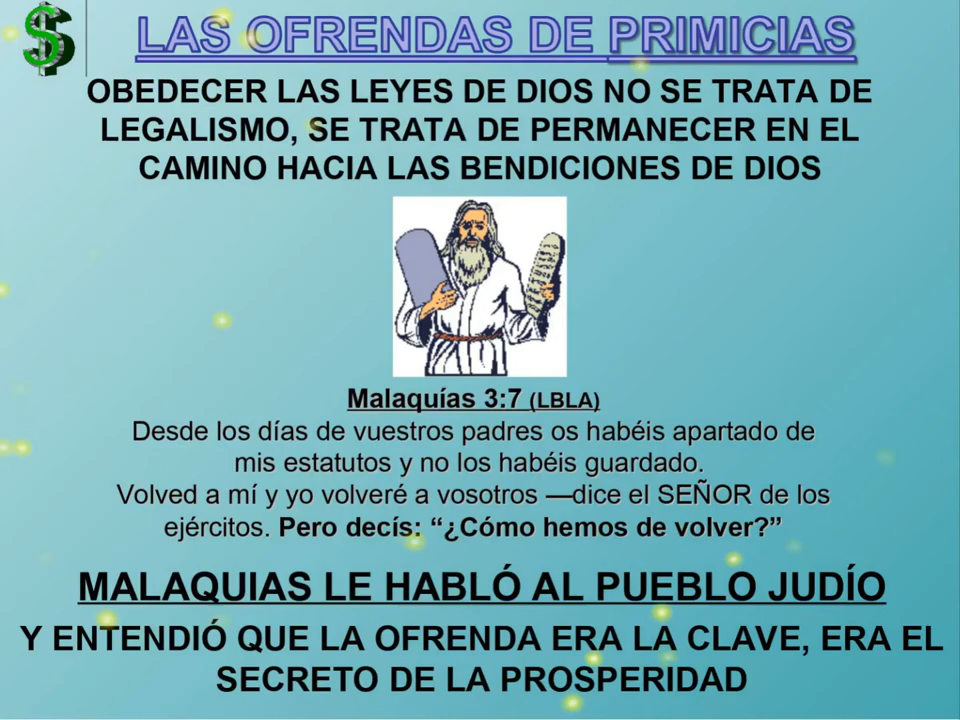 LAS OFRENDAS DE PRIMICIAS
OBEDECER LAS LEYES DE DIOS NO SE TRATA DE
LEGALISMO, SE TRATA DE PERMANECER EN EL
CAMINO HACIA LAS BENDICIONES DE DIOS
Malaquías 3:7 (LBLA)
Desde los días de vuestros padres os habéis apartado de
mis estatutos y no los habéis guardado.
Volved a mí y yo volveré a vosotros —dice el SEÑOR de los
ejércitos. Pero decís: “¿Cómo hemos de volver?”
MALAQUIAS LE HABLÓ AL PUEBLO JUDÍO
Y ENTENDIÓ QUE LA OFRENDA ERA LA CLAVE, ERA EL
SECRETO DE LA PROSPERIDAD